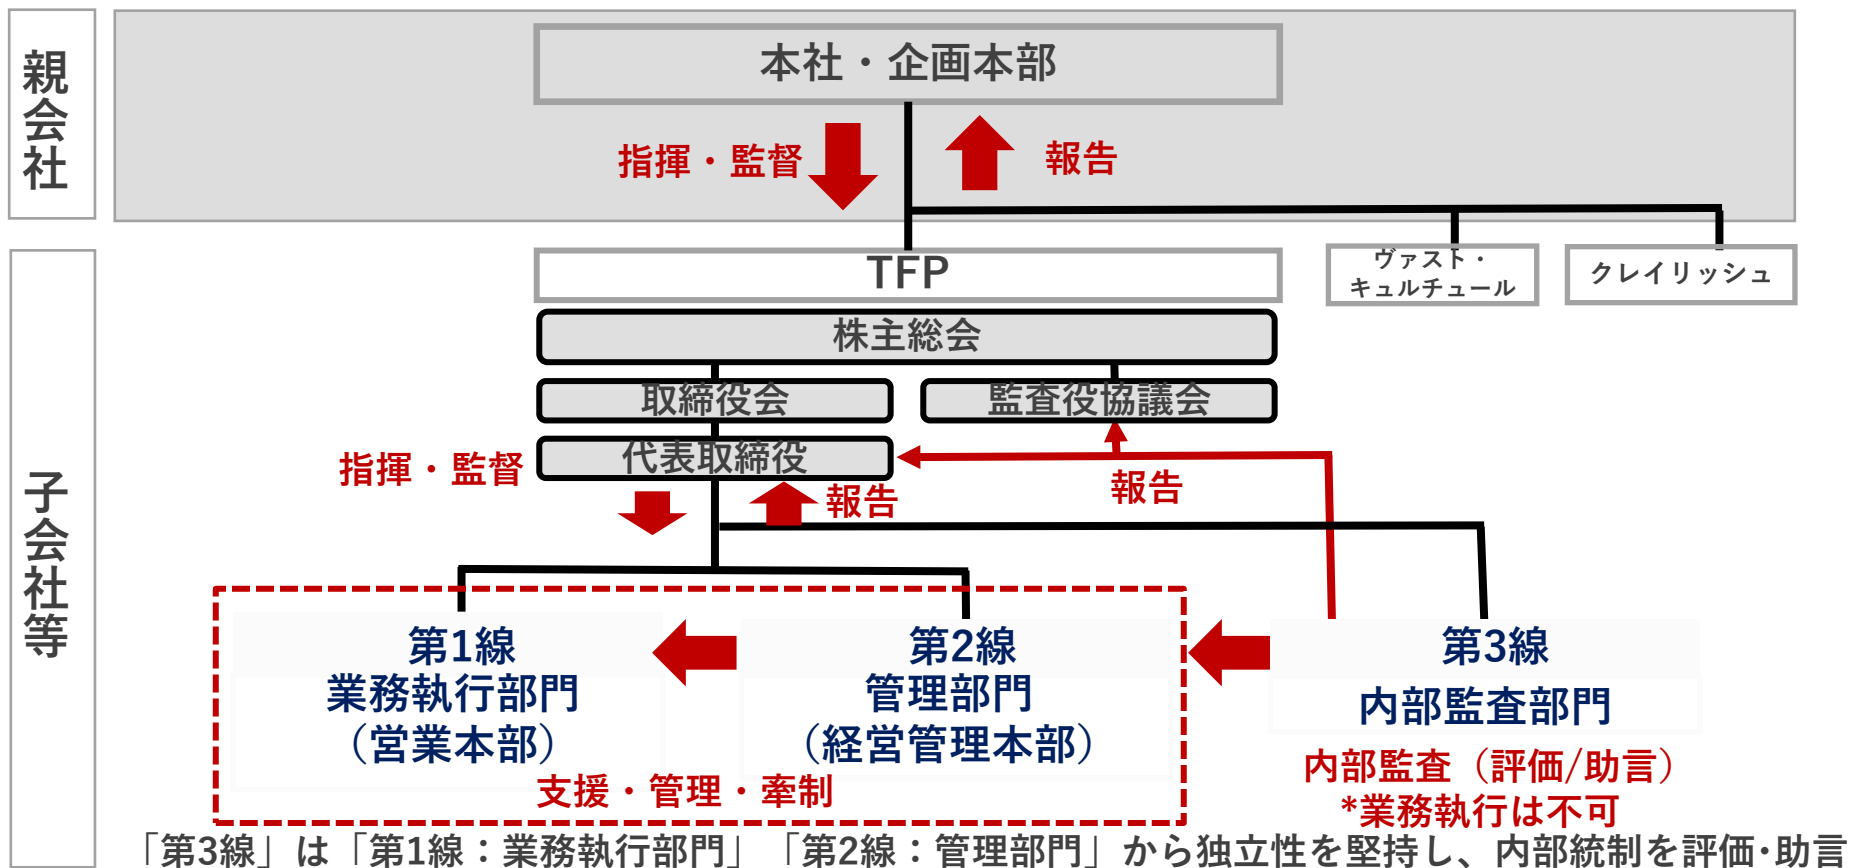 親会社
本社・企画本部
指揮・監督
報告
子会社等
TFP
ヴァスト・
キュルチュール
クレイリッシュ
株主総会
取締役会
監査役協議会
代表取締役
指揮・監督
報告
報告
第1線
業務執行部門
（営業本部）
第2線
管理部門
（経営管理本部）
第3線
内部監査部門
支援・管理・牽制
内部監査（評価/助言）
*業務執行は不可
「第3線」は「第1線：業務執行部門」「第2線：管理部門」から独立性を堅持し、内部統制を評価･助言